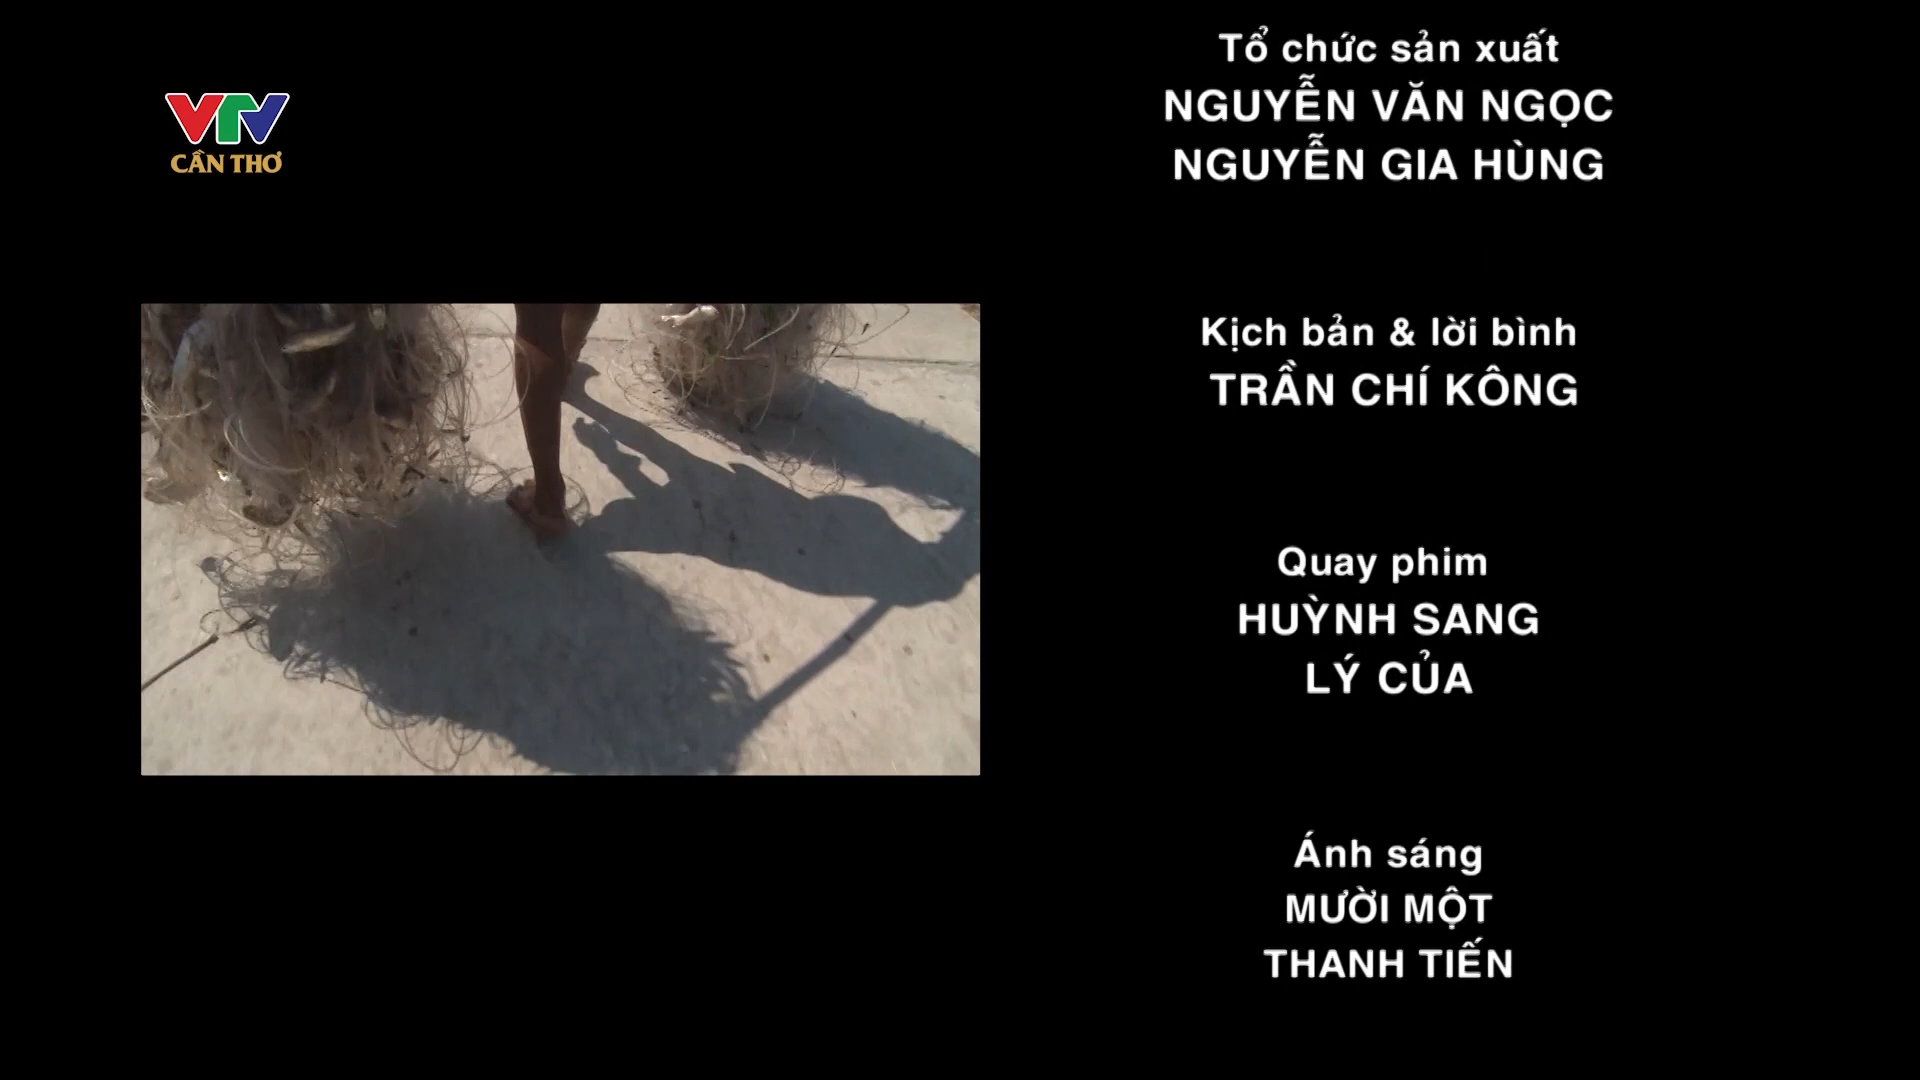 VTV
CẦN THƠ
Tổ chức sản xuất
NGUYỄN VĂN NGỌC
NGUYỄN GIA HÙNG
Kịch bản & lời bình
TRẦN CHÍ KÔNG
Quay phim
HUỲNH SANG
LÝ CỦA
Ánh sáng
MƯỜI MỘT
THANH TIẾN